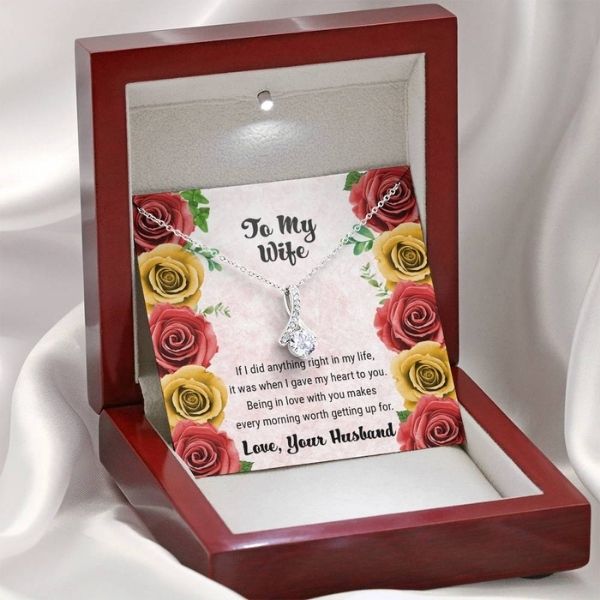 To My
Wife
If I did anything right in my life,
it was when I gave my heart to you.
Being in love with you makes
every morning worth getting up for.
Love, Your Husband